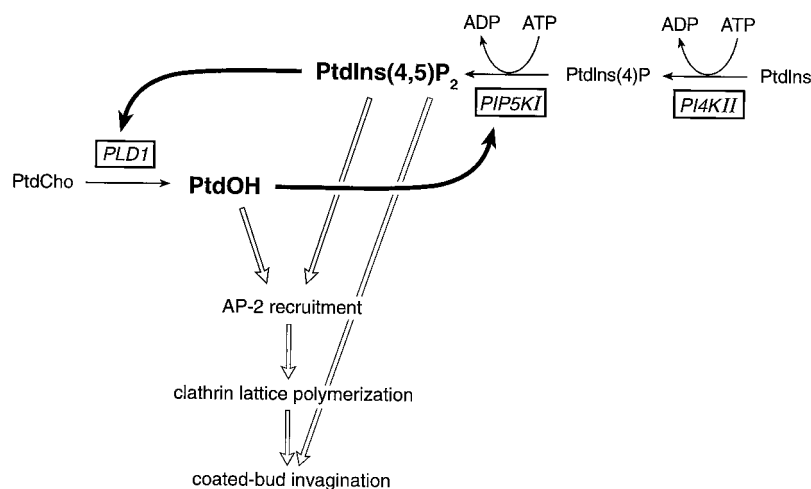 ADP ATP ADP ATP
PtdIns(4,5)P2 PtdIns(4)P PtdIns
PIP5KI PI4KII
PLD1
PtdCho PtdOH
AP-2 recruitment
clathrin lattice polymerization
coated-bud invagination